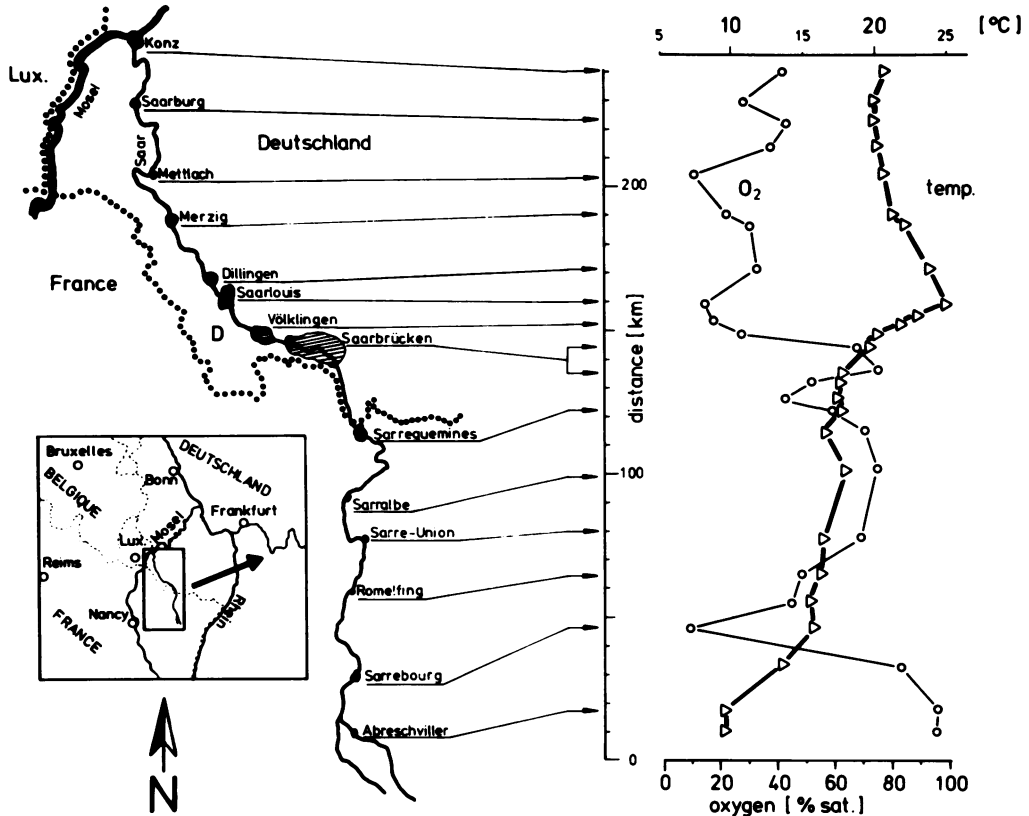 5 10 15 20 25 [°C]
Konz
Lux.
Mosel
Saarburg
Saar
Deutschland
Mettlach
200
O₂
temp.
Merzig
France
Dillingen
Saarlouis
Völklingen
D
Saarbrücken
distance [km]
Sarreguemines
100
Sarralbe
Sarre-Union
Romelfing
Sarrebourg
Abreschviller
0
Bruxelles
DEUTSCHLAND
Bonn
BELGIQUE
Frankfurt
Mosel
Lux.
Reims
Nancy
Rhein
FRANCE
N
0 20 40 60 80 100
oxygen [% sat.]